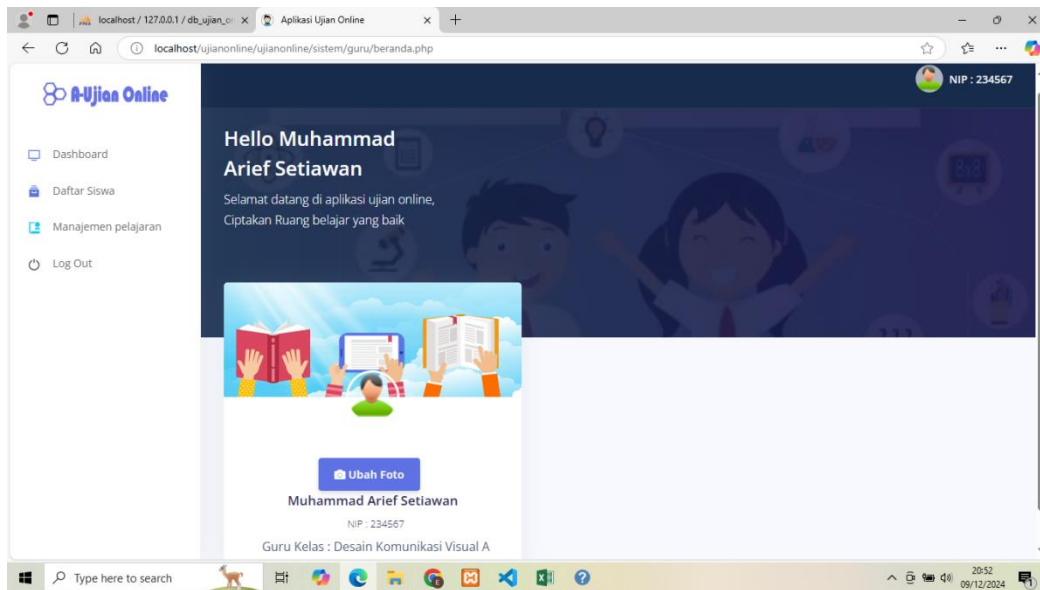 localhost / 127.0.0.1 / db_ujian_o
Aplikasi Ujian Online
localhost/ujianonline/ujianonline/sistem/guru/beranda.php
A-Ujian Online
NIP : 234567
Dashboard
Daftar Siswa
Manajemen pelajaran
Log Out
Hello Muhammad
Arief Setiawan
Selamat datang di aplikasi ujian online,
Ciptakan Ruang belajar yang baik
8x8
Ubah Foto
Muhammad Arief Setiawan
NIP : 234567
Guru Kelas : Desain Komunikasi Visual A
Type here to search
20:52
09/12/2024